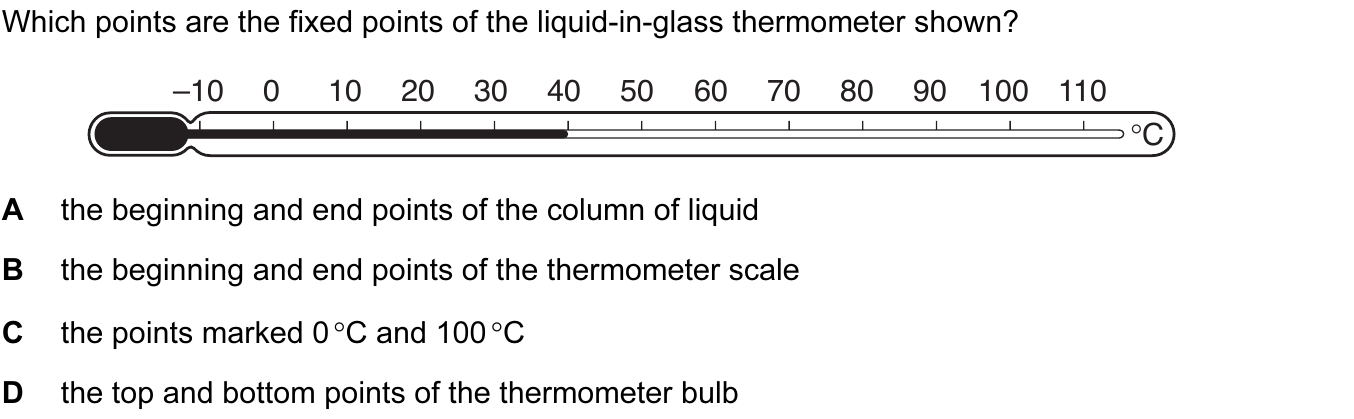 Which points are the fixed points of the liquid-in-glass thermometer shown?
–10 0 10 20 30 40 50 60 70 80 90 100 110
°C
A the beginning and end points of the column of liquid
B the beginning and end points of the thermometer scale
C the points marked 0 °C and 100 °C
D the top and bottom points of the thermometer bulb